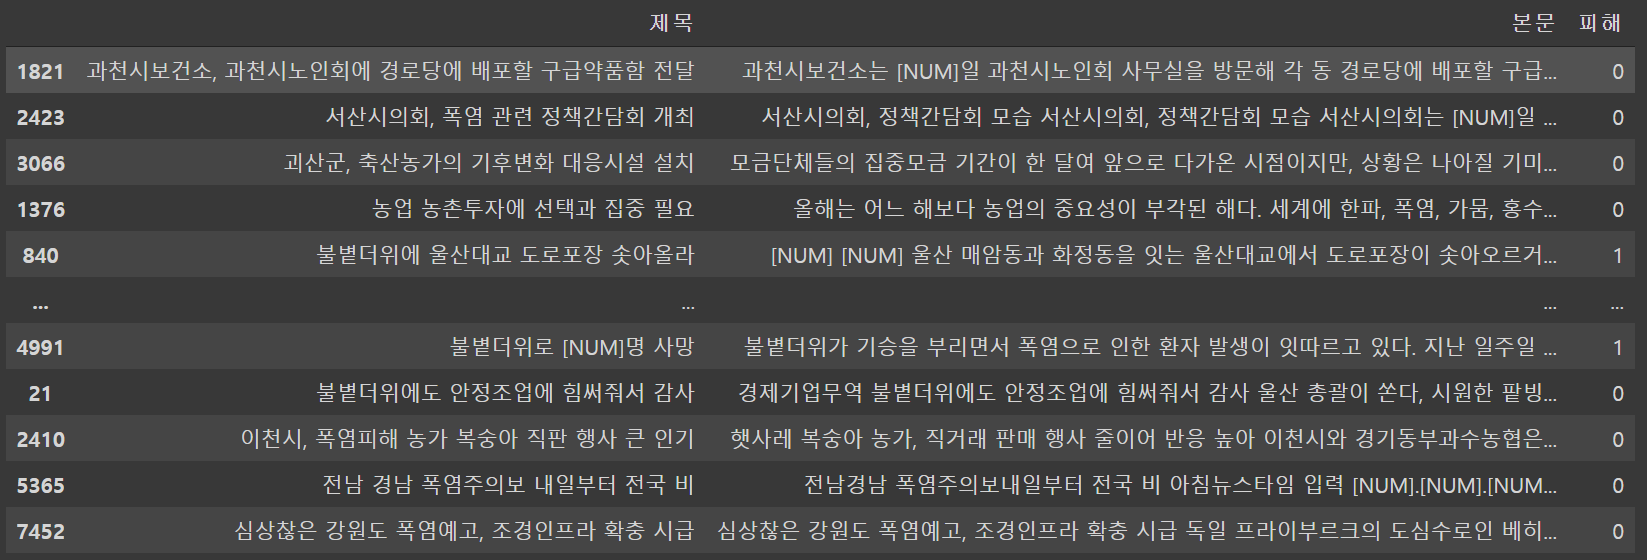 제목 본문 피해
1821 과천시보건소, 과천시노인회에 경로당에 배포할 구급약품함 전달 과천시보건소는 [NUM]일 과천시노인회 사무실을 방문해 각 동 경로당에 배포할 구급... 0
2423 서산시의회, 폭염 관련 정책간담회 개최 서산시의회, 정책간담회 모습 서산시의회, 정책간담회 모습 서산시의회는 [NUM]일 ... 0
3066 괴산군, 축산농가의 기후변화 대응시설 설치 모금단체들의 집중모금 기간이 한 달여 앞으로 다가온 시점이지만, 상황은 나아질 기미... 0
1376 농업 농촌투자에 선택과 집중 필요 올해는 어느 해보다 농업의 중요성이 부각된 해다. 세계에 한파, 폭염, 가뭄, 홍수... 0
840 불볕더위에 울산대교 도로포장 솟아올라 [NUM] [NUM] 울산 매암동과 화정동을 잇는 울산대교에서 도로포장이 솟아오르거... 1
... ... ... ...
4991 불볕더위로 [NUM]명 사망 불볕더위가 기승을 부리면서 폭염으로 인한 환자 발생이 잇따르고 있다. 지난 일주일 ... 1
21 불볕더위에도 안정조업에 힘써줘서 감사 경제기업무역 불볕더위에도 안정조업에 힘써줘서 감사 울산 총괄이 쏜다, 시원한 팥빙... 0
2410 이천시, 폭염피해 농가 복숭아 직판 행사 큰 인기 햇사레 복숭아 농가, 직거래 판매 행사 줄이어 반응 높아 이천시와 경기동부과수농협은... 0
5365 전남 경남 폭염주의보 내일부터 전국 비 전남경남 폭염주의보내일부터 전국 비 아침뉴스타임 입력 [NUM].[NUM].[NUM... 0
7452 심상찮은 강원도 폭염예고, 조경인프라 확충 시급 심상찮은 강원도 폭염예고, 조경인프라 확충 시급 독일 프라이부르크의 도심수로인 베히... 0